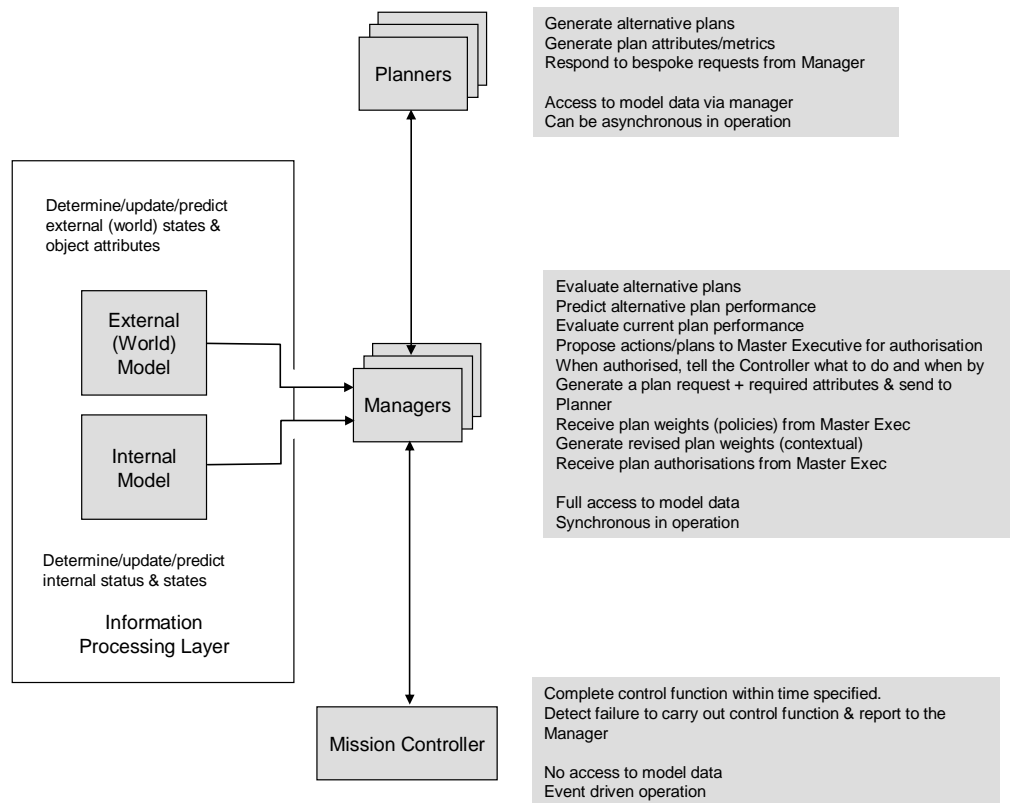 Planners
Generate alternative plans
Generate plan attributes/metrics
Respond to bespoke requests from Manager
Access to model data via manager
Can be asynchronous in operation
Determine/update/predict
external (world) states &
object attributes
External
(World)
Model
Internal
Model
Determine/update/predict
internal status & states
Information
Processing Layer
Managers
Evaluate alternative plans
Predict alternative plan performance
Evaluate current plan performance
Propose actions/plans to Master Executive for authorisation
When authorised, tell the Controller what to do and when by
Generate a plan request + required attributes & send to
Planner
Receive plan weights (policies) from Master Exec
Generate revised plan weights (contextual)
Receive plan authorisations from Master Exec
Full access to model data
Synchronous in operation
Mission Controller
Complete control function within time specified.
Detect failure to carry out control function & report to the
Manager
No access to model data
Event driven operation